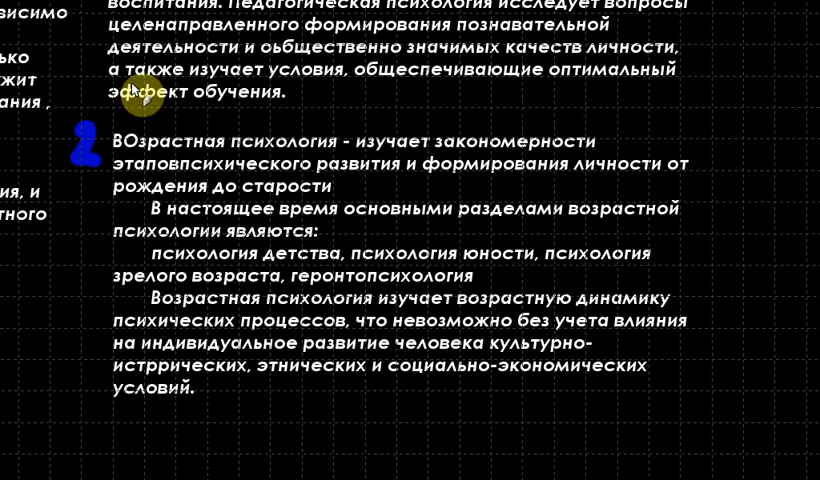 воспитания. Педагогическая психология исследует вопросы
целенаправленного формирования познавательной
деятельности и оьбщественно значимых качеств личности,
а также изучает условия, общеспечивающие оптимальный
эффект обучения.
висимо
ько
жит
ания ,
ия, и
тного
2
ВОзрастная психология - изучает закономерности
этаповпсихического развития и формирования личности от
рождения до старости
В настоящее время основными разделами возрастной
психологии являются:
психология детства, психология юности, психология
зрелого возраста, геронтопсихология
Возрастная психология изучает возрастную динамику
психических процессов, что невозможно без учета влияния
на индивидуальное развитие человека культурно-
истррических, этнических и социально-экономических
условий.